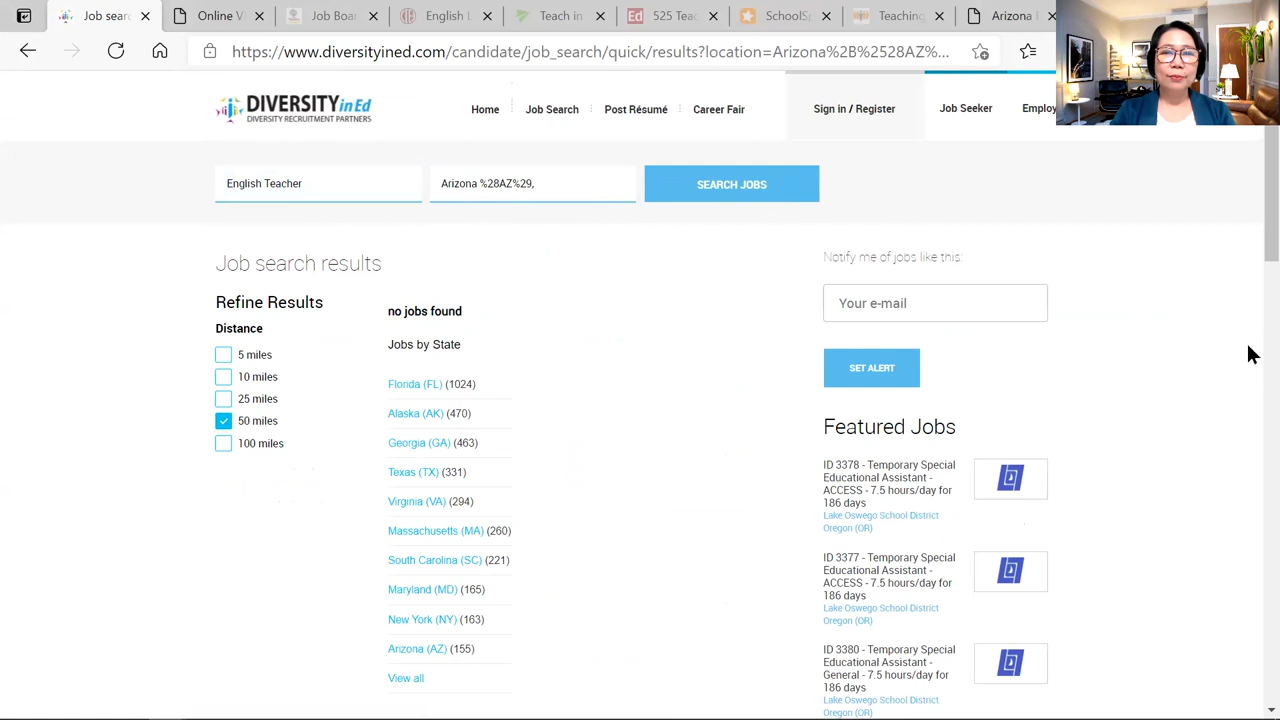 Job searc
Online V
Job Sea
English
Teach in
525 Teac
SchoolSp
Teaching
Arizona
https://www.diversityined.com/candidate/job_search/quick/results?location=Arizona%2B%2528AZ%...
DIVERSITY in Ed
DIVERSITY RECRUITMENT PARTNERS
Home
Job Search
Post Résumé
Career Fair
Sign in / Register
Job Seeker
Employ
English Teacher
Arizona %28AZ%29,
SEARCH JOBS
Job search results
Refine Results
Distance
5 miles
10 miles
25 miles
50 miles
100 miles
no jobs found
Jobs by State
Florida (FL) (1024)
Alaska (AK) (470)
Georgia (GA) (463)
Texas (TX) (331)
Virginia (VA) (294)
Massachusetts (MA) (260)
South Carolina (SC) (221)
Maryland (MD) (165)
New York (NY) (163)
Arizona (AZ) (155)
View all
Notify me of jobs like this:
Your e-mail
SET ALERT
Featured Jobs
ID 3378 - Temporary Special
Educational Assistant -
ACCESS - 7.5 hours/day for
186 days
Lake Oswego School District
Oregon (OR)
ID 3377 - Temporary Special
Educational Assistant -
ACCESS - 7.5 hours/day for
186 days
Lake Oswego School District
Oregon (OR)
ID 3380 - Temporary Special
Educational Assistant -
General - 7.5 hours/day for
186 days
Lake Oswego School District
Oregon (OR)